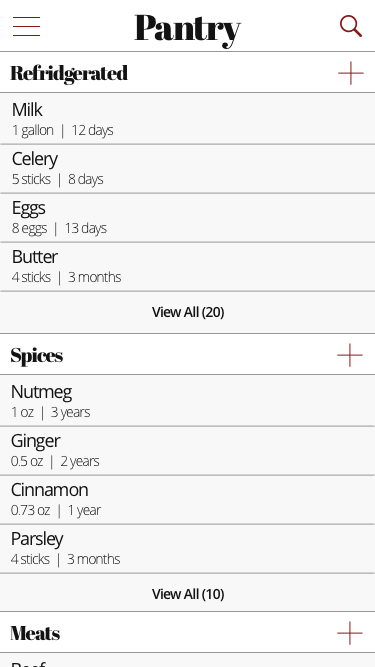 Pantry
Refridgerated
Milk
1 gallon | 12 days
Celery
5 sticks | 8 days
Eggs
8 eggs | 13 days
Butter
4 sticks | 3 months
View All (20)
Spices
Nutmeg
1 oz | 3 years
Ginger
0.5 oz | 2 years
Cinnamon
0.73 oz | 1 year
Parsley
4 sticks | 3 months
View All (10)
Meats
Beef